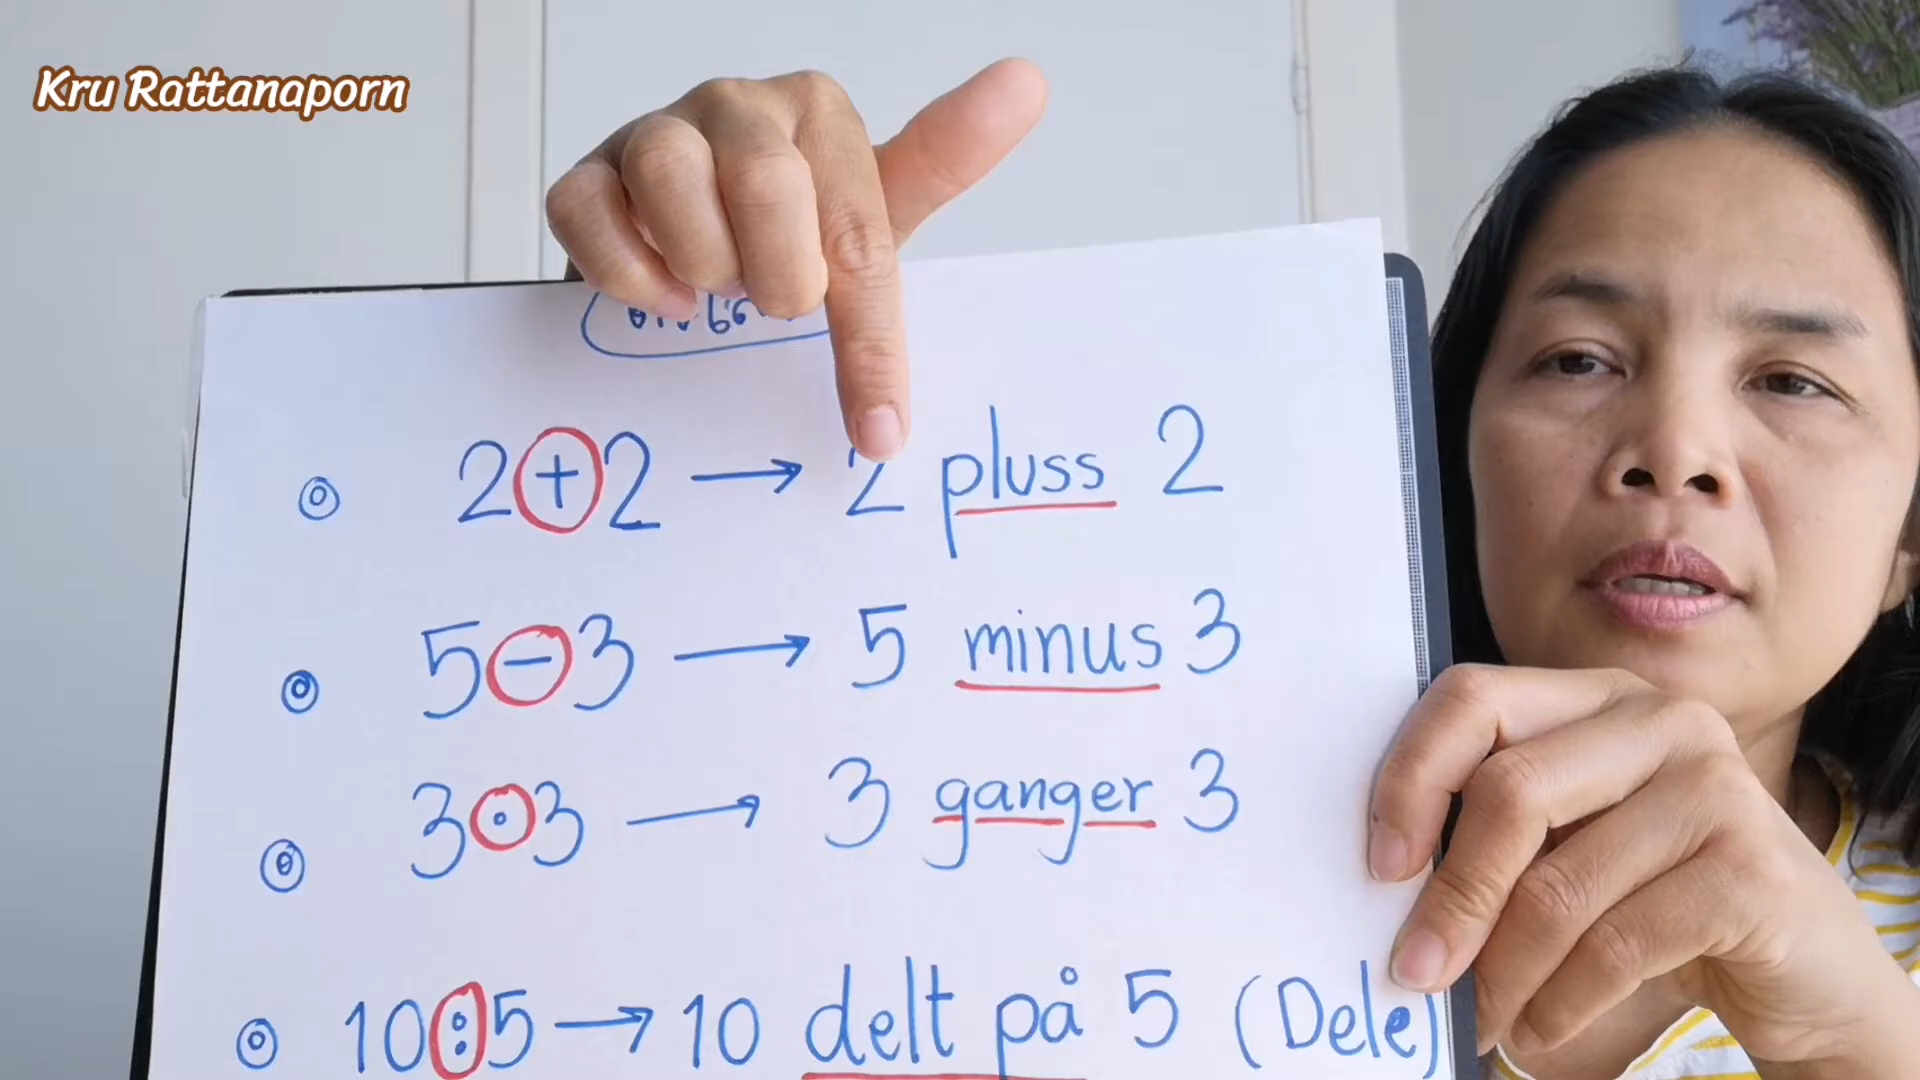 Kru Rattanaporn
2+2 → 2 pluss 2
5-3 → 5 minus 3
3·3 → 3 ganger 3
10:5 → 10 delt på 5 (Dele)